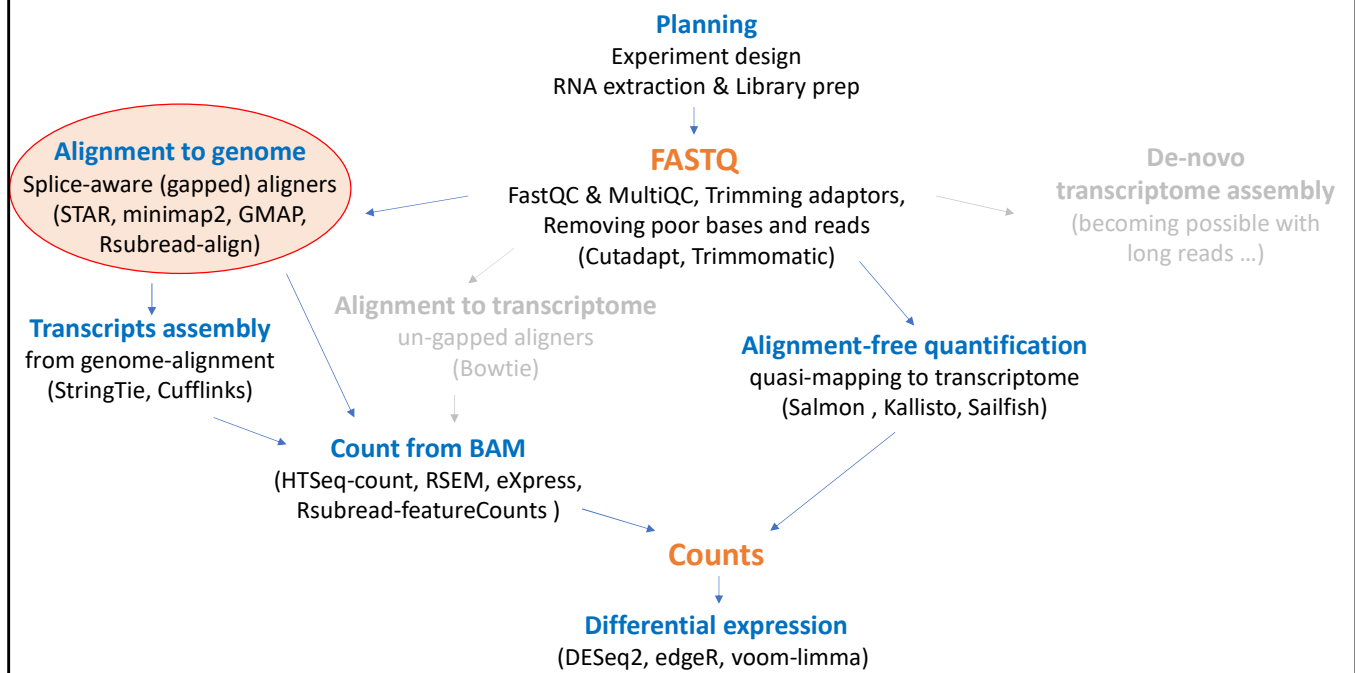 Planning
Experiment design
RNA extraction & Library prep
Alignment to genome
Splice-aware (gapped) aligners
(STAR, minimap2, GMAP,
Rsubread-align)
FASTQ
FastQC & MultiQC, Trimming adaptors,
Removing poor bases and reads
(Cutadapt, Trimmomatic)
De-novo
transcriptome assembly
(becoming possible with
long reads ...)
Transcripts assembly
from genome-alignment
(StringTie, Cufflinks)
Alignment to transcriptome
un-gapped aligners
(Bowtie)
Alignment-free quantification
quasi-mapping to transcriptome
(Salmon , Kallisto, Sailfish)
Count from BAM
(HTSeq-count, RSEM, eXpress,
Rsubread-featureCounts )
Counts
Differential expression
(DESeq2, edgeR, voom-limma)